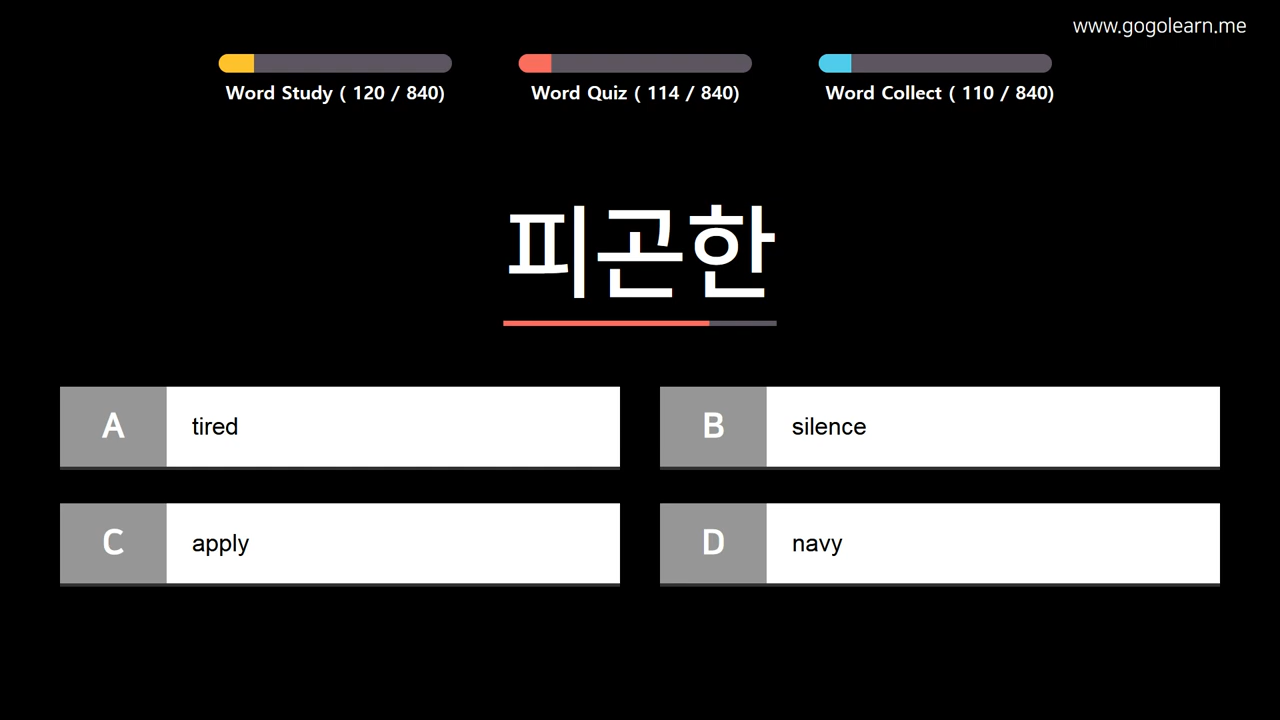 www.gogolearn.me
Word Study ( 120 / 840)
Word Quiz ( 114 / 840)
Word Collect ( 110 / 840)
피곤한
A tired
B silence
C apply
D navy